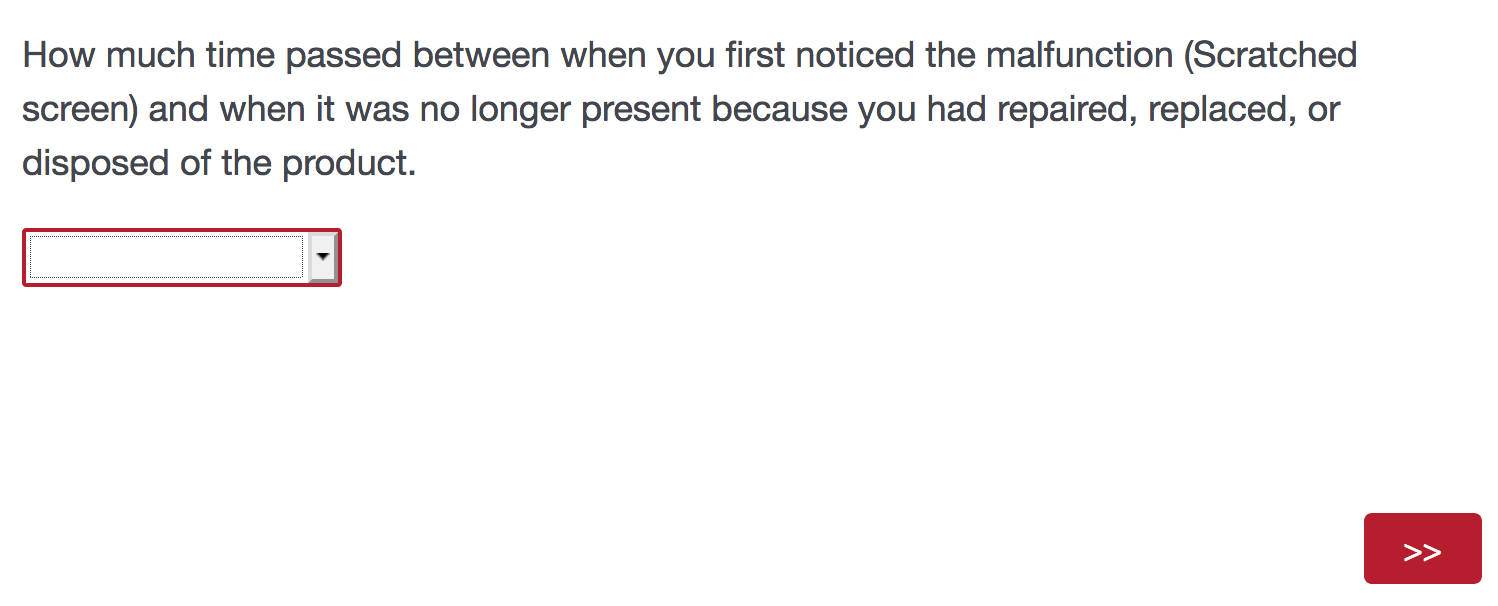 How much time passed between when you first noticed the malfunction (Scratched
screen) and when it was no longer present because you had repaired, replaced, or
disposed of the product.
>>